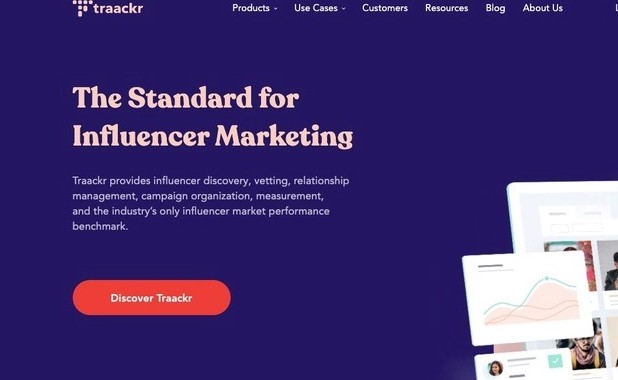 traackr
Products Use Cases Customers Resources Blog About Us
The Standard for
Influencer Marketing
Traackr provides influencer discovery, vetting, relationship
management, campaign organization, measurement,
and the industry's only influencer market performance
benchmark.
Discover Traackr